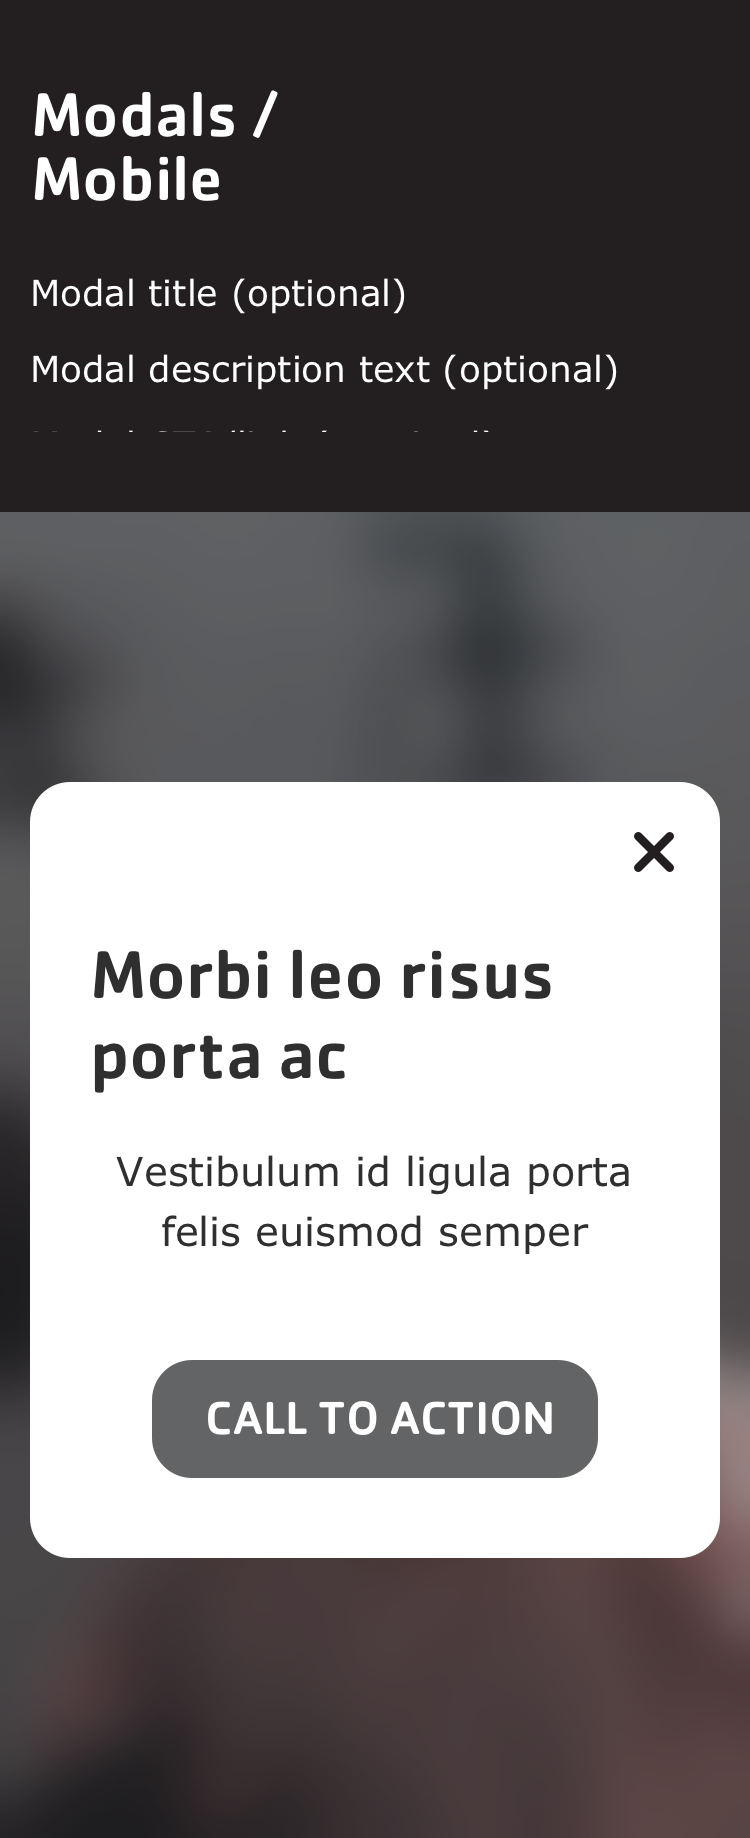 Modals /
Mobile
Modal title (optional)
Modal description text (optional)
Morbi leo risus
porta ac
Vestibulum id ligula porta
felis euismod semper
CALL TO ACTION